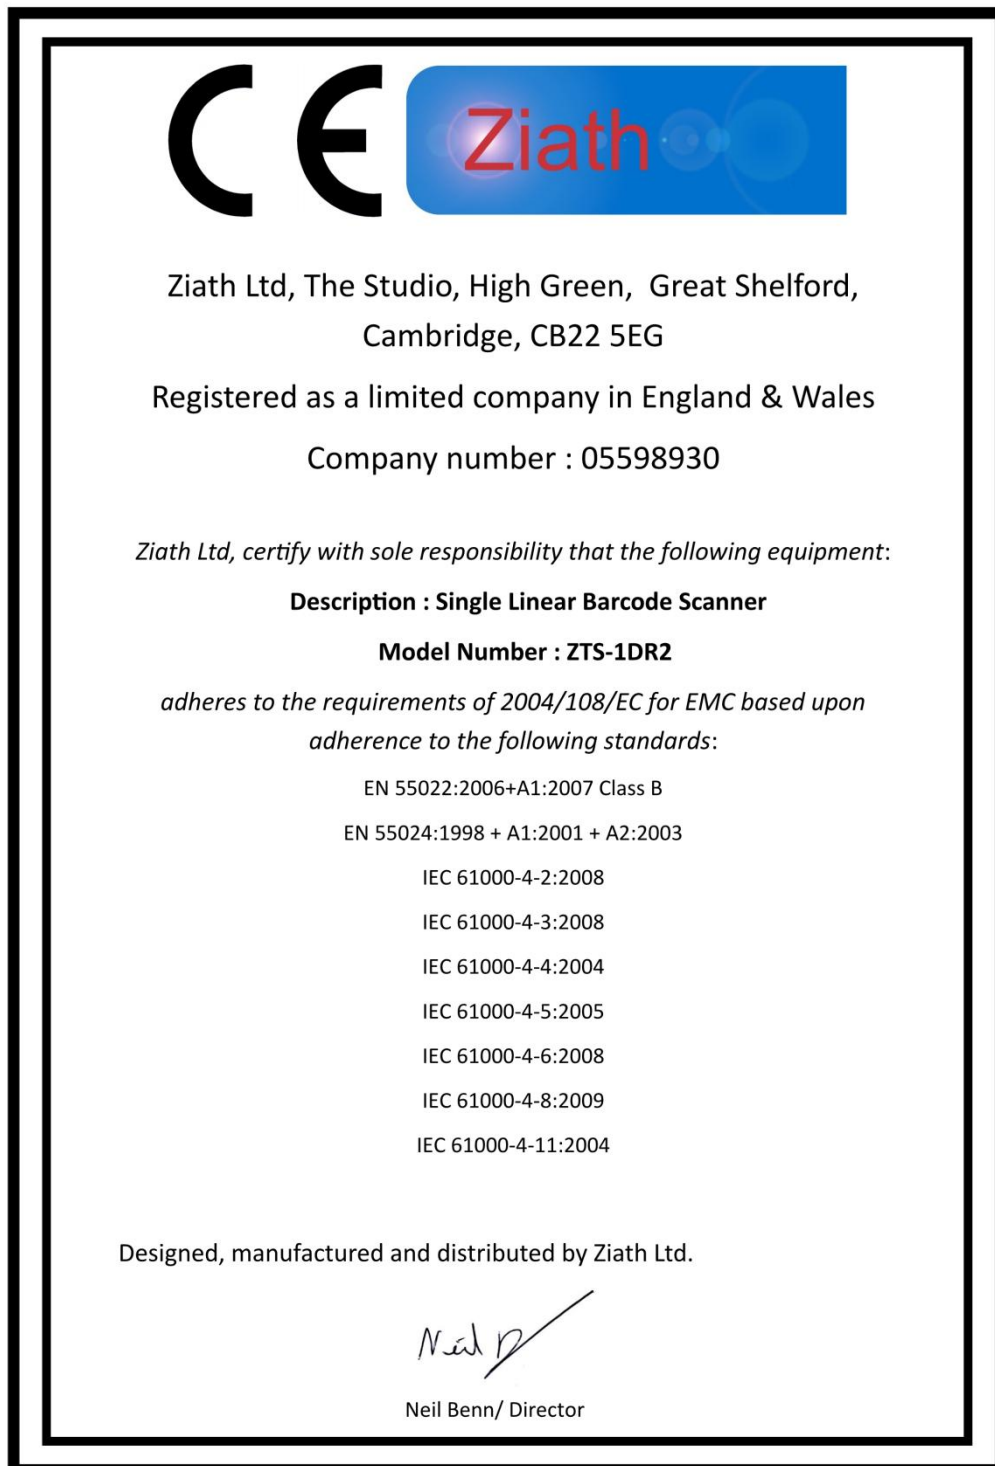 CE Ziath
Ziath Ltd, The Studio, High Green, Great Shelford,
Cambridge, CB22 5EG
Registered as a limited company in England & Wales
Company number : 05598930
Ziath Ltd, certify with sole responsibility that the following equipment:
Description : Single Linear Barcode Scanner
Model Number : ZTS-1DR2
adheres to the requirements of 2004/108/EC for EMC based upon
adherence to the following standards:
EN 55022:2006+A1:2007 Class B
EN 55024:1998 + A1:2001 + A2:2003
IEC 61000-4-2:2008
IEC 61000-4-3:2008
IEC 61000-4-4:2004
IEC 61000-4-5:2005
IEC 61000-4-6:2008
IEC 61000-4-8:2009
IEC 61000-4-11:2004
Designed, manufactured and distributed by Ziath Ltd.
Neil B
Neil Benn/ Director